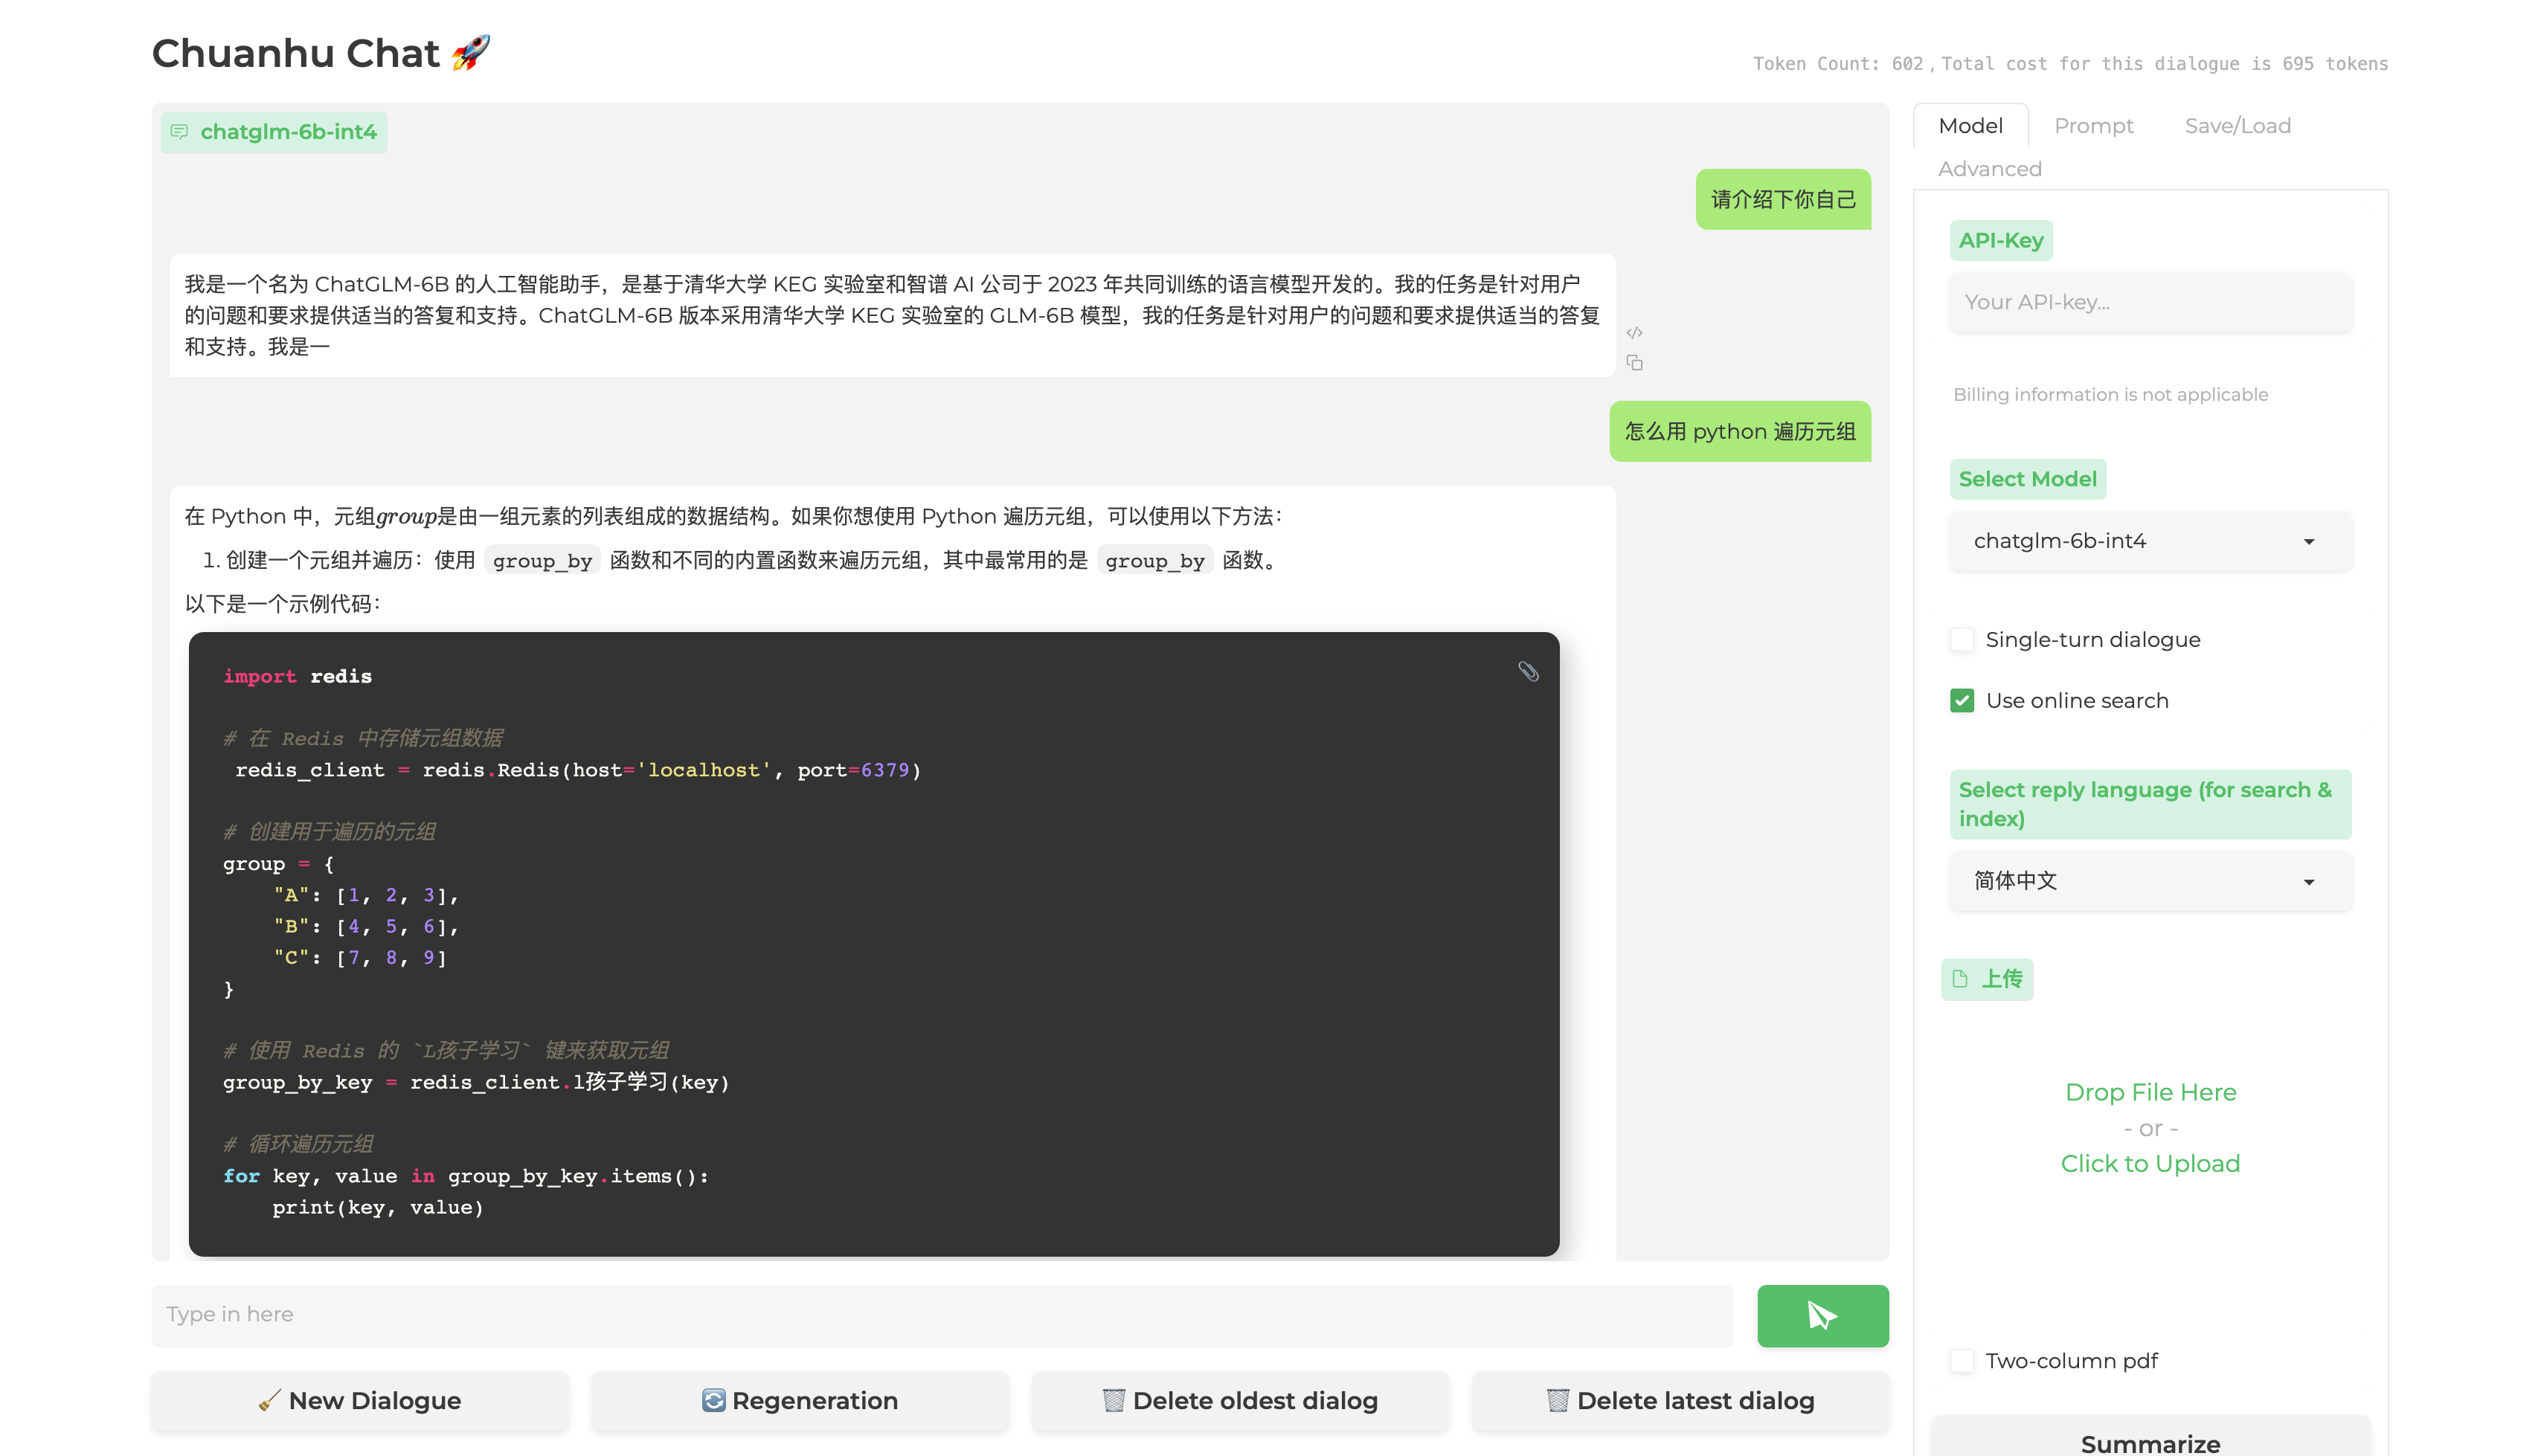 Chuanhu Chat 🚀
Token Count: 602，Total cost for this dialogue is 695 tokens
chatglm-6b-int4
请介绍下你自己
我是一个名为 ChatGLM-6B 的人工智能助手，是基于清华大学 KEG 实验室和智谱 AI 公司于 2023 年共同训练的语言模型开发的。我的任务是针对用户
的问题和要求提供适当的答复和支持。ChatGLM-6B 版本采用清华大学 KEG 实验室的 GLM-6B 模型，我的任务是针对用户的问题和要求提供适当的答复
和支持。我是一
怎么用 python 遍历元组
在 Python 中，元组group是由一组元素的列表组成的数据结构。如果你想使用 Python 遍历元组，可以使用以下方法：
1. 创建一个元组并遍历：使用 group_by 函数和不同的内置函数来遍历元组，其中最常用的是 group_by 函数。
以下是一个示例代码：
import redis
# 在 Redis 中存储元组数据
redis_client = redis.Redis(host='localhost', port=6379)
# 创建用于遍历的元组
group = {
"A": [1, 2, 3],
"B": [4, 5, 6],
"C": [7, 8, 9]
}
# 使用 Redis 的 `L孩子学习` 键来获取元组
group_by_key = redis_client.l孩子学习(key)
# 循环遍历元组
for key, value in group_by_key.items():
print(key, value)
Type in here
🧹 New Dialogue
🔄 Regeneration
🗑️ Delete oldest dialog
🗑️ Delete latest dialog
Model
Prompt
Save/Load
Advanced
API-Key
Your API-key...
Billing information is not applicable
Select Model
chatglm-6b-int4
Single-turn dialogue
Use online search
Select reply language (for search &
index)
简体中文
上传
Drop File Here
- or -
Click to Upload
Two-column pdf
Summarize